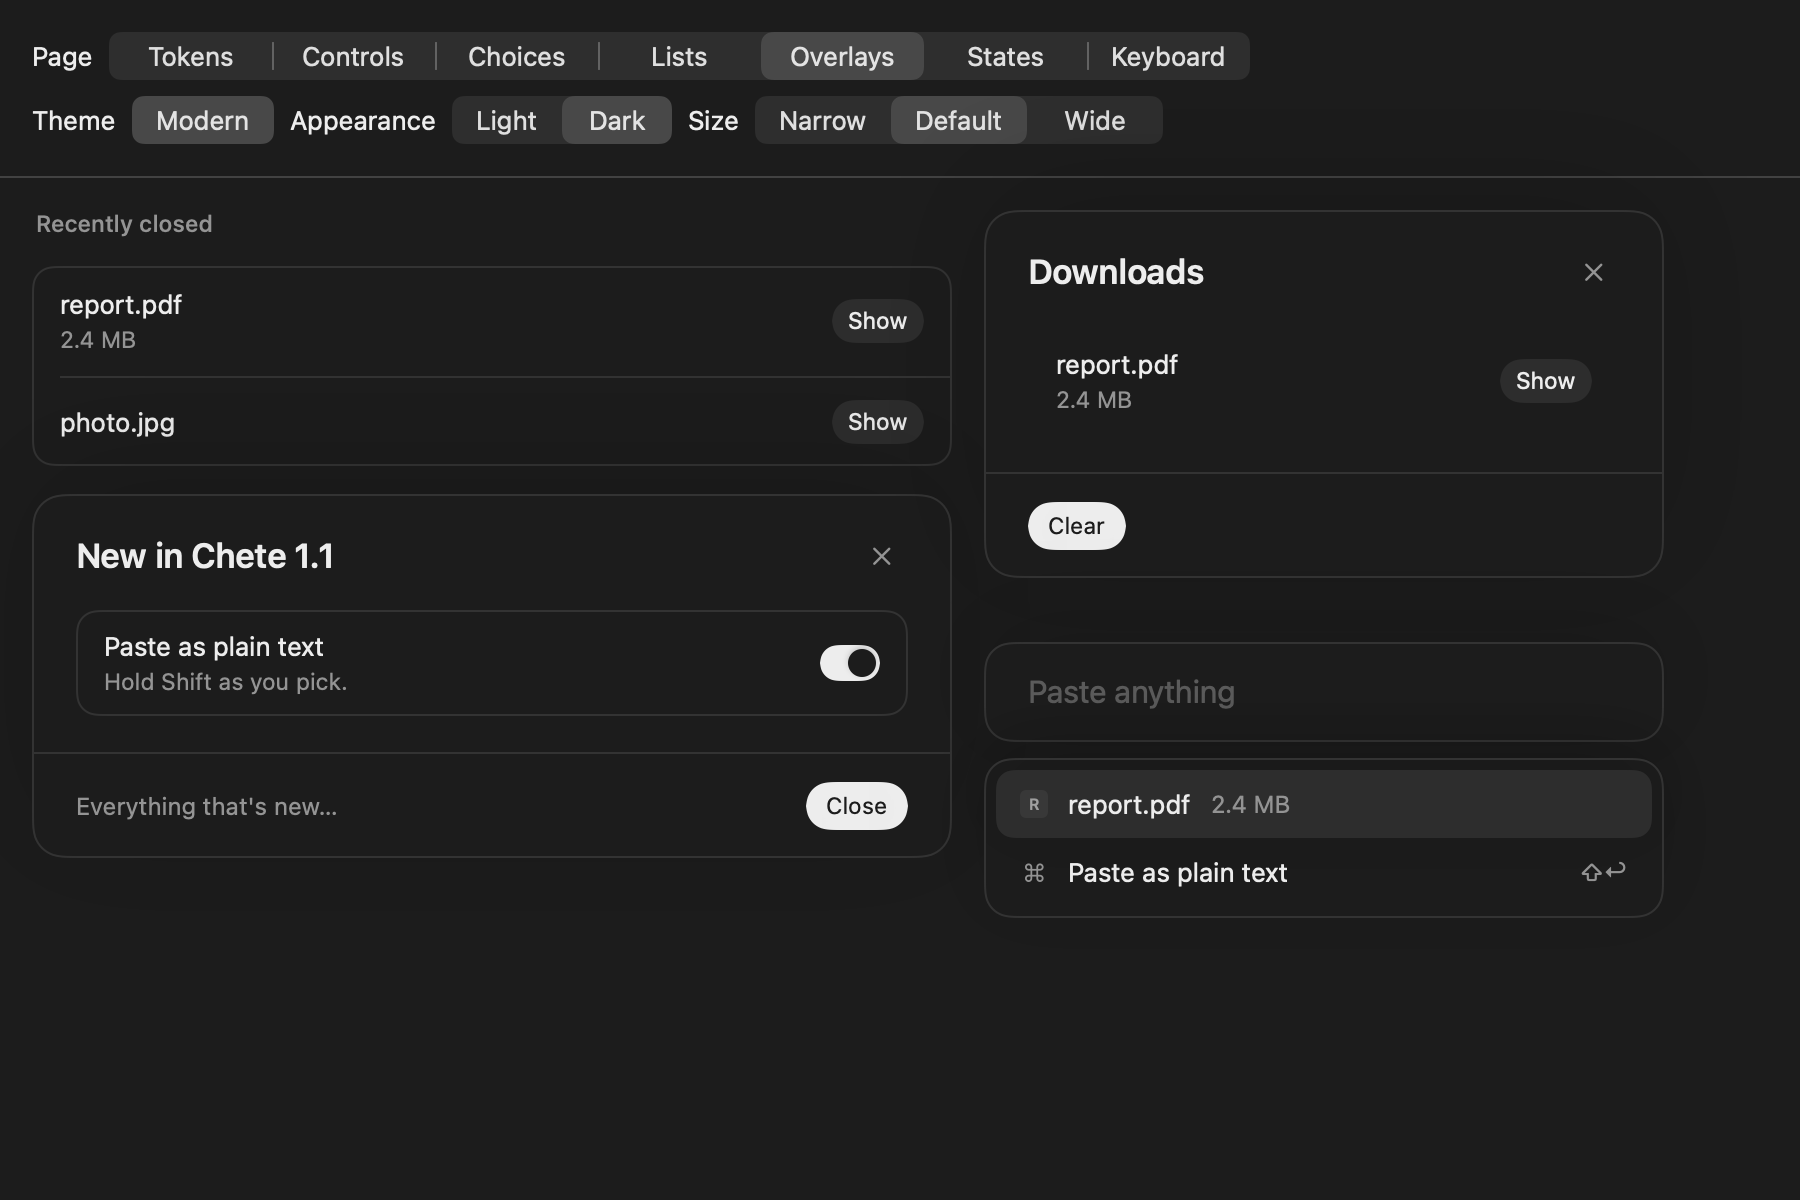 Page Tokens Controls Choices Lists Overlays States Keyboard
Theme Modern Appearance Light Dark Size Narrow Default Wide
Recently closed
report.pdf
2.4 MB
Show
photo.jpg
Show
New in Chete 1.1
Paste as plain text
Hold Shift as you pick.
Everything that's new...
Close
Downloads
report.pdf
2.4 MB
Show
Clear
Paste anything
R report.pdf 2.4 MB
⌘ Paste as plain text ⇧↩